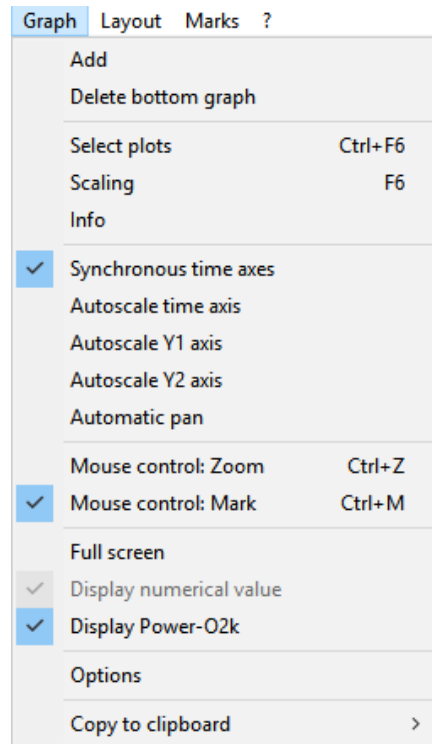 Graph Layout Marks ?
Add
Delete bottom graph
Select plots Ctrl+F6
Scaling F6
Info
Synchronous time axes
Autoscale time axis
Autoscale Y1 axis
Autoscale Y2 axis
Automatic pan
Mouse control: Zoom Ctrl+Z
Mouse control: Mark Ctrl+M
Full screen
Display numerical value
Display Power-O2k
Options
Copy to clipboard